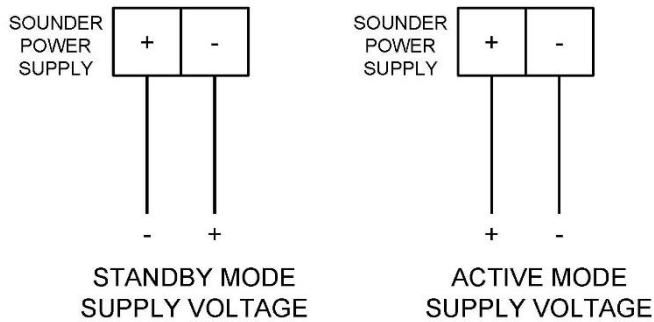 SOUNDER
POWER
SUPPLY
+ -
- +
STANDBY MODE
SUPPLY VOLTAGE
SOUNDER
POWER
SUPPLY
+ -
+ -
ACTIVE MODE
SUPPLY VOLTAGE